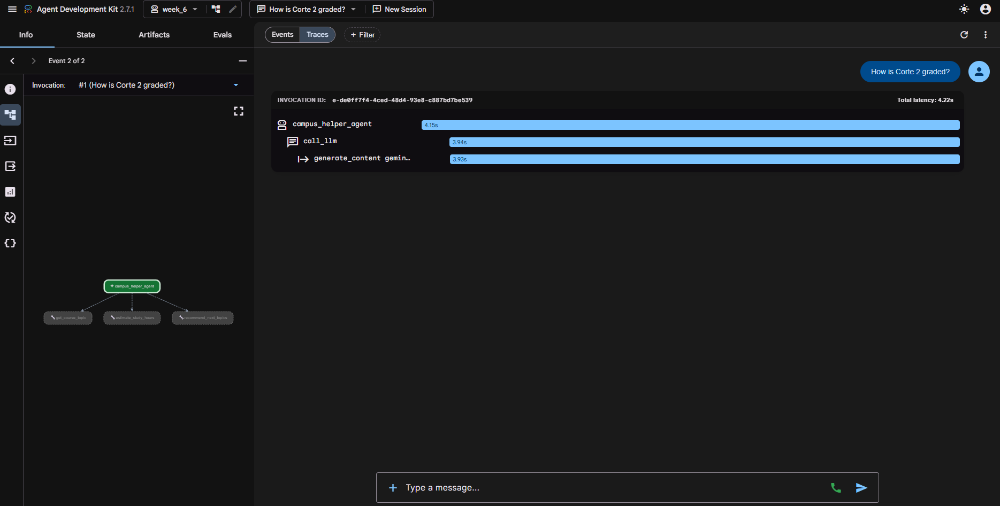 Agent Development Kit 2.7.1
week_6
How is Corte 2 graded?
New Session
Info
State
Artifacts
Evals
Events
Traces
+ Filter
Event 2 of 2
Invocation: #1 (How is Corte 2 graded?)
How is Corte 2 graded?
INVOCATION ID: e-de0ff7f4-4ced-48d4-93e8-c887bd7be539
Total latency: 4.22s
campus_helper_agent
4.15s
call_llm
3.94s
generate_content gemin…
3.93s
campus_helper_agent
get_course_topic
estimate_study_hours
recommend_next_topics
Type a message...